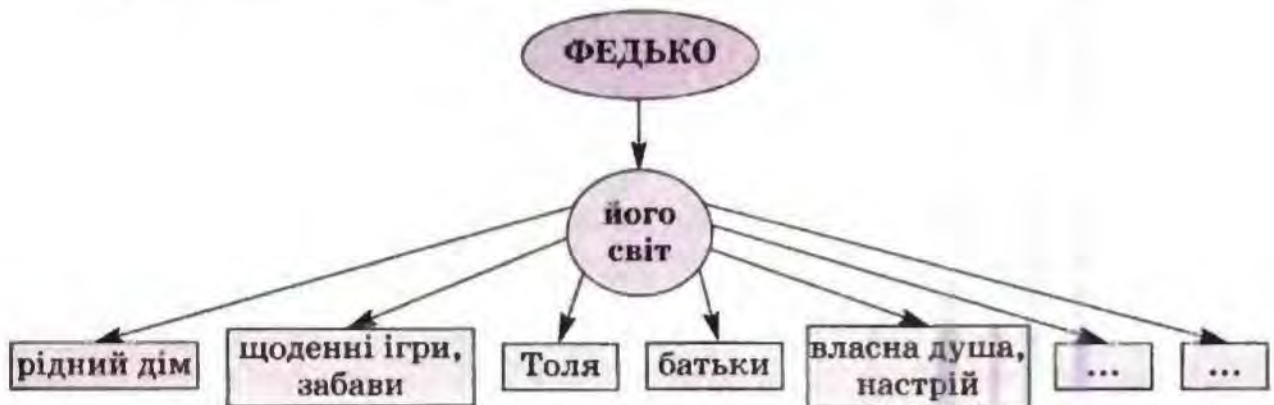 ФЕДЬКО
його
світ
рідний дім
щоденні ігри,
забави
Толя
батьки
власна душа,
настрій
...
...